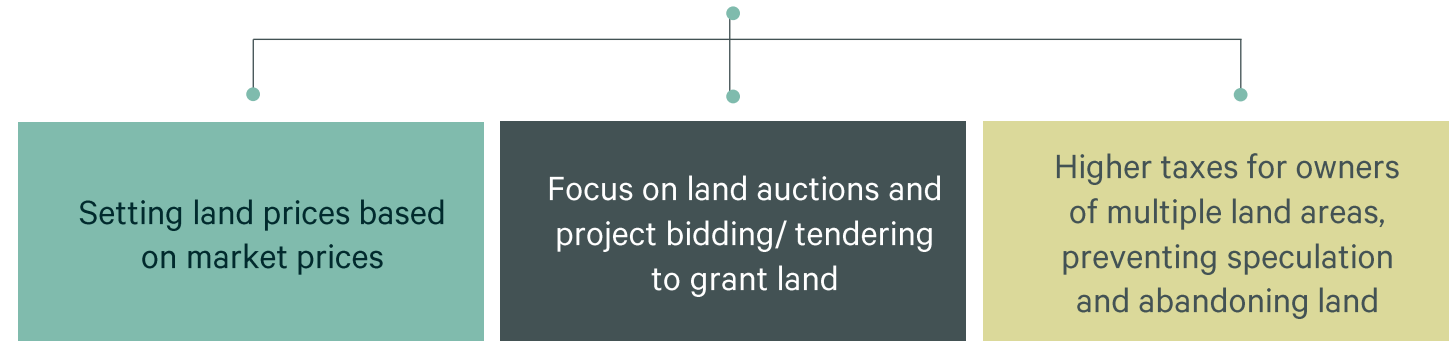 Setting land prices based
on market prices
Focus on land auctions and
project bidding/ tendering
to grant land
Higher taxes for owners
of multiple land areas,
preventing speculation
and abandoning land